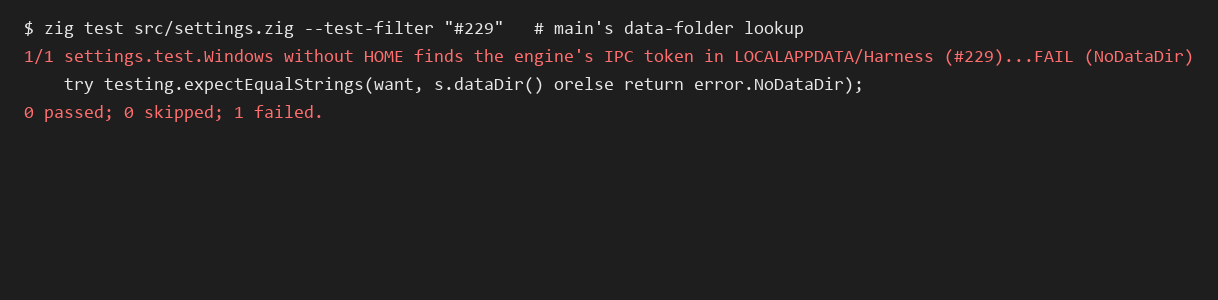 $ zig test src/settings.zig --test-filter "#229"   # main's data-folder lookup
1/1 settings.test.Windows without HOME finds the engine's IPC token in LOCALAPPDATA/Harness (#229)...FAIL (NoDataDir)
    try testing.expectEqualStrings(want, s.dataDir() orelse return error.NoDataDir);
0 passed; 0 skipped; 1 failed.